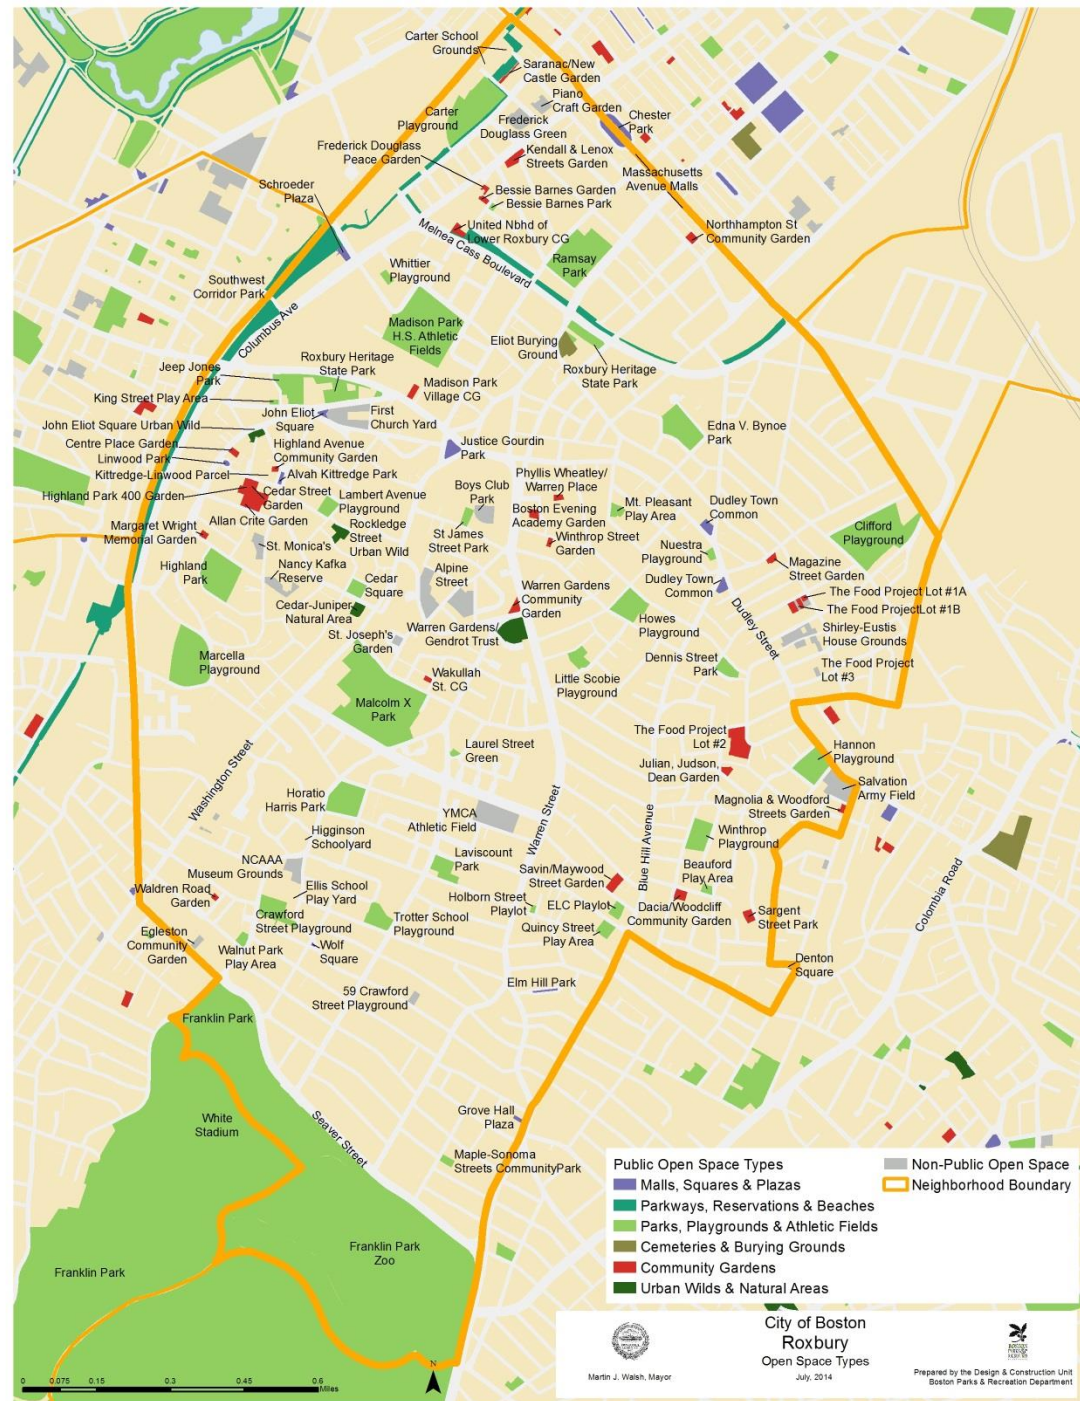 Carter School
Grounds
Saranac/New
Castle Garden
Piano
Craft Garden
Carter
Playground
Frederick
Douglass Green
Chester
Park
Frederick Douglass
Peace Garden
Kendall & Lenox
Streets Garden
Massachusetts
Avenue Malls
Schroeder
Plaza
Bessie Barnes Garden
Bessie Barnes Park
United Nbhd of
Lower Roxbury CG
Melnea Cass Boulevard
Northhampton St
Community Garden
Ramsay
Park
Whittier
Playground
Southwest
Corridor Park
Columbus Ave
Madison Park
H.S. Athletic
Fields
Eliot Burying
Ground
Roxbury Heritage
State Park
Jeep Jones
Park
Roxbury Heritage
State Park
King Street Play Area
Madison Park
Village CG
John Eliot
Square
First
Church Yard
John Eliot Square Urban Wild
Edna V. Bynoe
Park
Centre Place Garden
Highland Avenue
Community Garden
Justice Gourdin
Park
Linwood Park
Kittredge-Linwood Parcel
Alvah Kittredge Park
Phyllis Wheatley/
Warren Place
Highland Park 400 Garden
Cedar Street
Garden
Lambert Avenue
Playground
Boys Club
Park
Boston Evening
Academy Garden
Mt. Pleasant
Play Area
Dudley Town
Common
Allan Crite Garden
Margaret Wright
Memorial Garden
Rockledge
Street
Urban Wild
St James
Street Park
Winthrop Street
Garden
Nuestra
Playground
Clifford
Playground
St. Monica's
Nancy Kafka
Reserve
Highland
Park
Cedar
Square
Alpine
Street
Warren Gardens
Community
Garden
Dudley Town
Common
Magazine
Street Garden
The Food Project Lot #1A
The Food ProjectLot #1B
Cedar-Juniper
Natural Area
Warren Gardens/
Gendrot Trust
Howes
Playground
Dudley Street
Shirley-Eustis
House Grounds
St. Joseph's
Garden
Marcella
Playground
Wakullah
St. CG
Little Scobie
Playground
Dennis Street
Park
The Food Project
Lot #3
Malcolm X
Park
The Food Project
Lot #2
Laurel Street
Green
Hannon
Playground
Julian, Judson,
Dean Garden
Salvation
Army Field
Washington Street
Horatio
Harris Park
YMCA
Athletic Field
Warren Street
Blue Hill Avenue
Magnolia & Woodford
Streets Garden
Higginson
Schoolyard
Winthrop
Playground
NCAAA
Museum Grounds
Laviscount
Park
Savin/Maywood
Street Garden
Beauford
Play Area
Colombia Road
Waldren Road
Garden
Ellis School
Play Yard
Holborn Street
Playlot
ELC Playlot
Dacia/Woodcliff
Community Garden
Sargent
Street Park
Crawford
Street Playground
Trotter School
Playground
Quincy Street
Play Area
Egleston
Community
Garden
Walnut Park
Play Area
Wolf
Square
Denton
Square
Elm Hill Park
59 Crawford
Street Playground
Franklin Park
White
Stadium
Seaver Street
Grove Hall
Plaza
Maple-Sonoma
Streets CommunityPark
Franklin Park
Zoo
Franklin Park
Public Open Space Types
Malls, Squares & Plazas
Parkways, Reservations & Beaches
Parks, Playgrounds & Athletic Fields
Cemeteries & Burying Grounds
Community Gardens
Urban Wilds & Natural Areas
Non-Public Open Space
Neighborhood Boundary
City of Boston
Roxbury
Open Space Types
July, 2014
Martin J. Walsh, Mayor
Prepared by the Design & Construction Unit
Boston Parks & Recreation Department
N
0 0.075 0.15 0.3 0.45 0.6
Miles